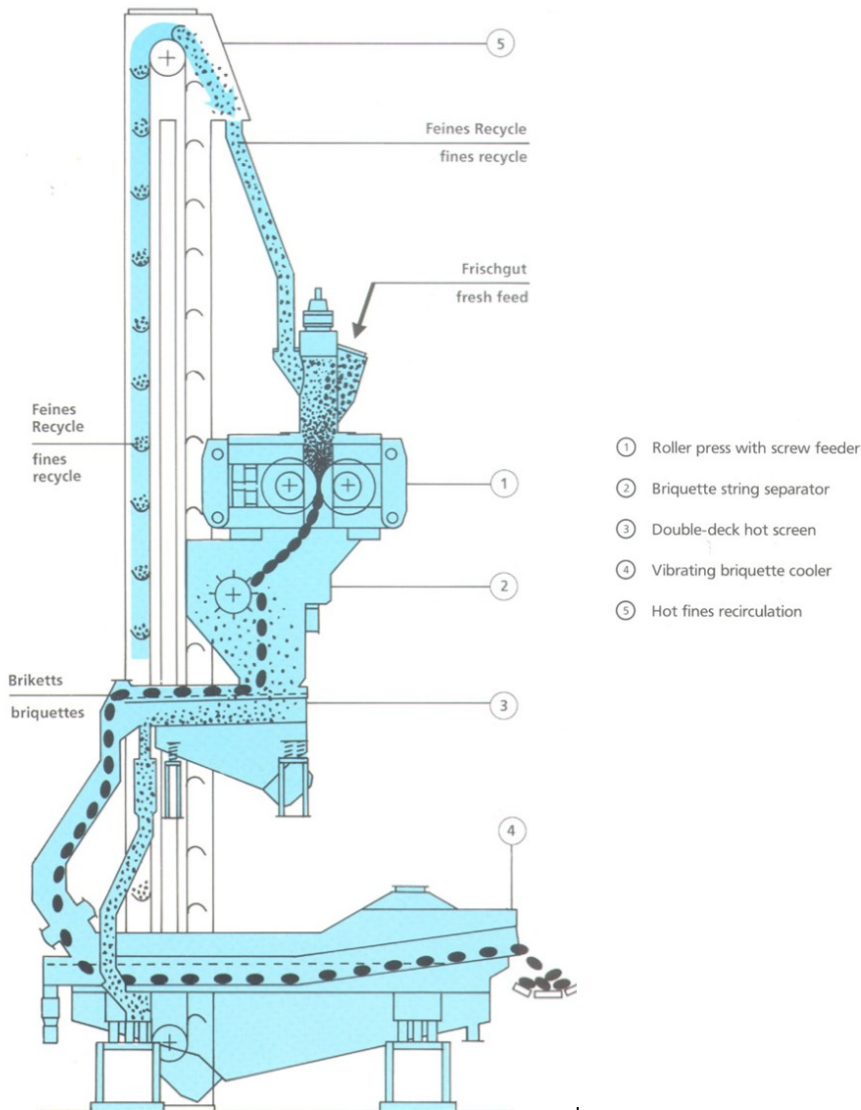 5
Feines Recycle
fines recycle
Frischgut
fresh feed
Feines
Recycle
fines
recycle
1
2
Briketts
briquettes
3
4
1 Roller press with screw feeder
2 Briquette string separator
3 Double-deck hot screen
4 Vibrating briquette cooler
5 Hot fines recirculation